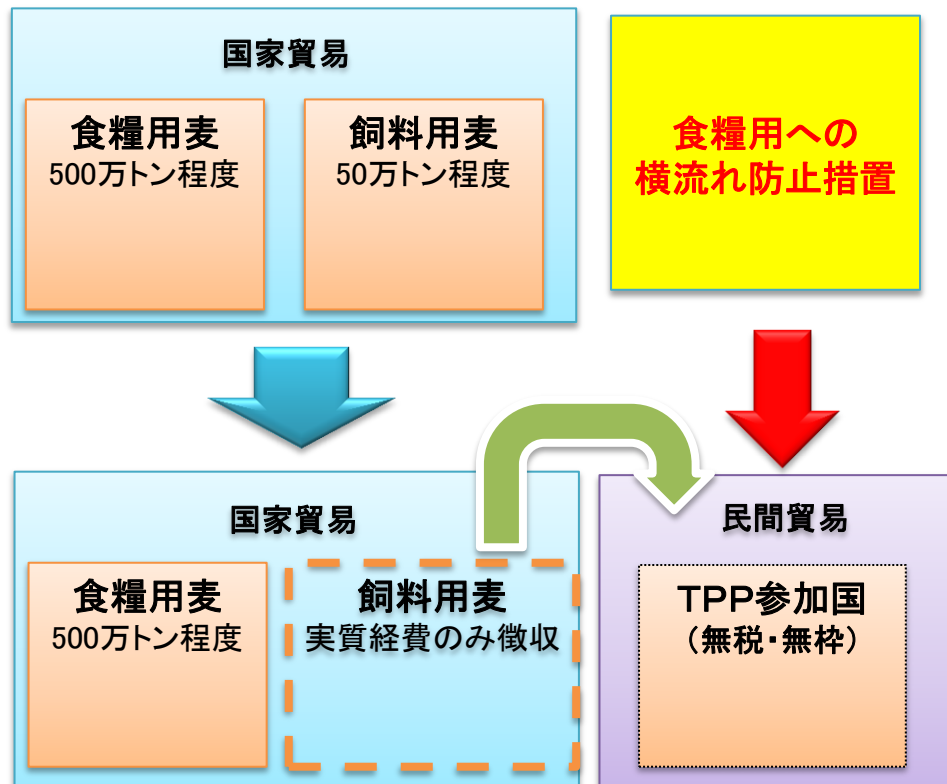 国家貿易
食糧用麦
500万トン程度
飼料用麦
50万トン程度
食糧用への
横流れ防止措置
国家貿易
食糧用麦
500万トン程度
飼料用麦
実質経費のみ徴収
民間貿易
TPP参加国
（無税・無枠）